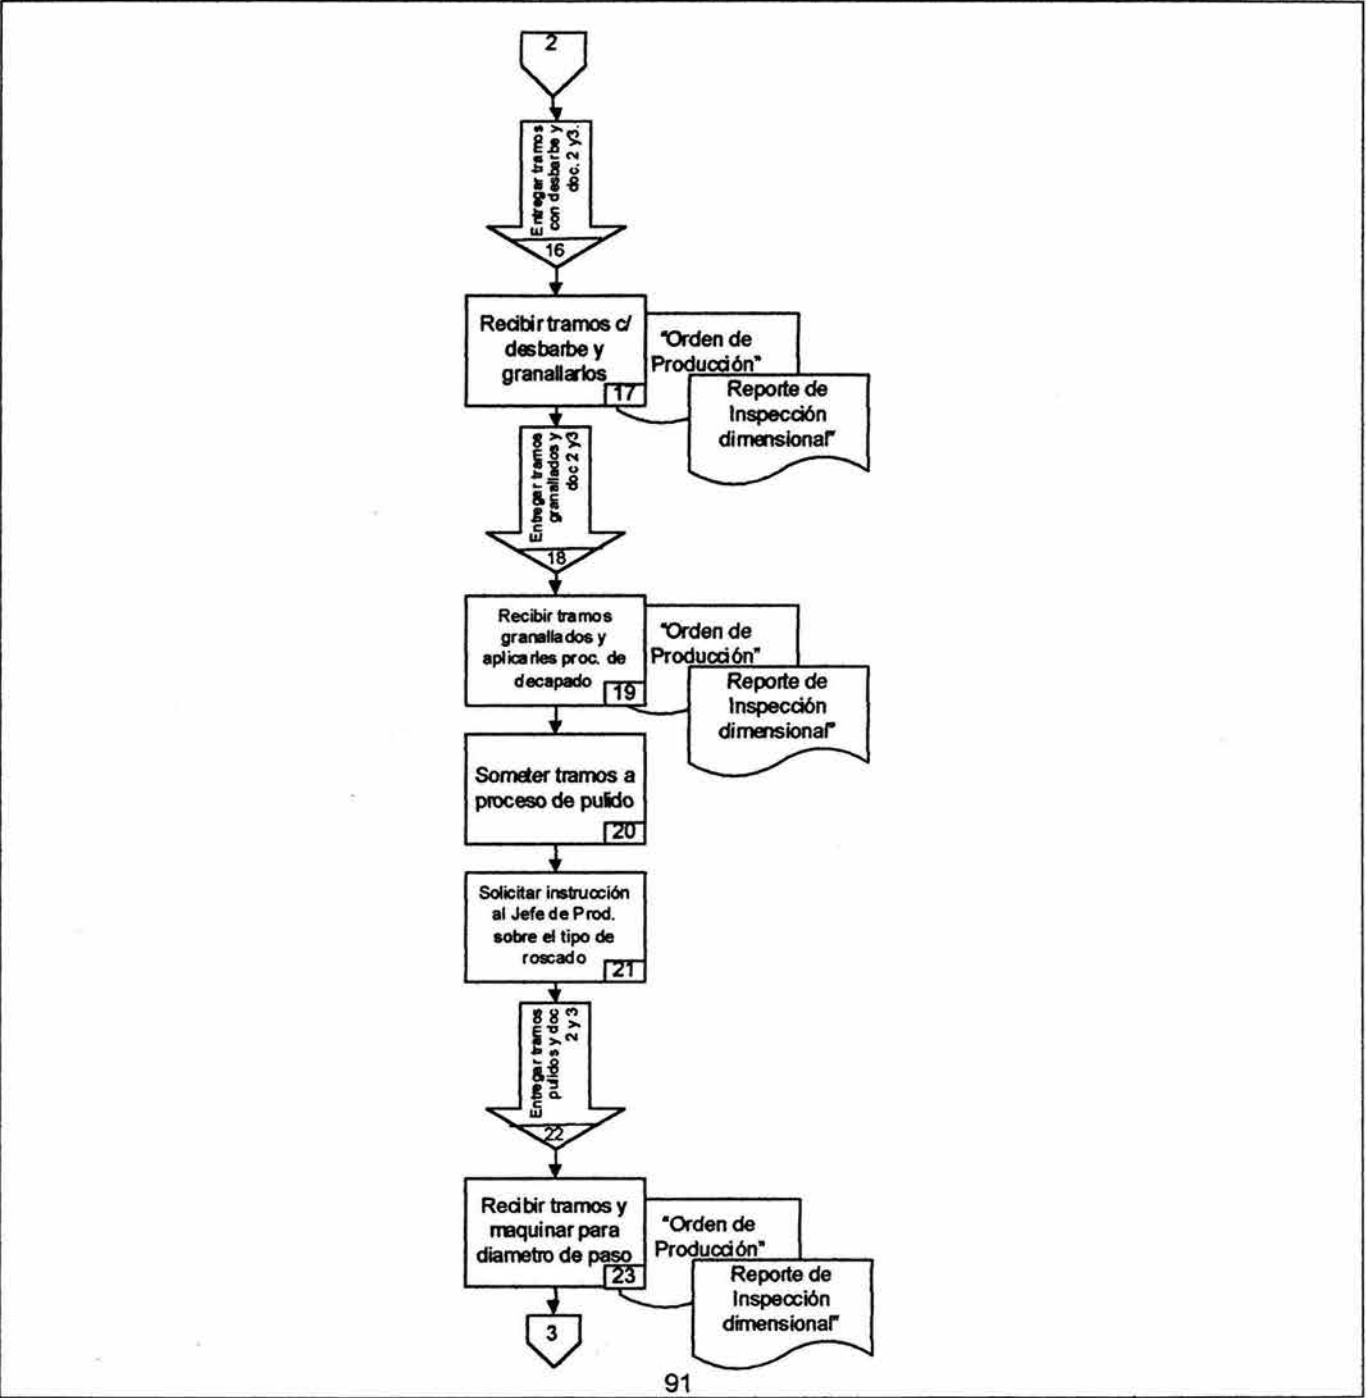 2
Entregar tramos
con desbarbe y
doc. 2 y3.
16
Recibir tramos c/
desbarbe y
granallarlos
17
"Orden de
Producción"
Reporte de
Inspección
dimensional"
Entregar tramos
granallados y
doc 2 y3
18
Recibir tramos
granallados y
aplicarles proc. de
decapado
19
"Orden de
Producción"
Reporte de
Inspección
dimensional"
Someter tramos a
proceso de pulido
20
Solicitar instrucción
al Jefe de Prod.
sobre el tipo de
roscado
21
Entregar tramos
pulidos y doc
2 y 3
22
Recibir tramos y
maquinar para
diametro de paso
23
"Orden de
Producción"
Reporte de
Inspección
dimensional"
3
91